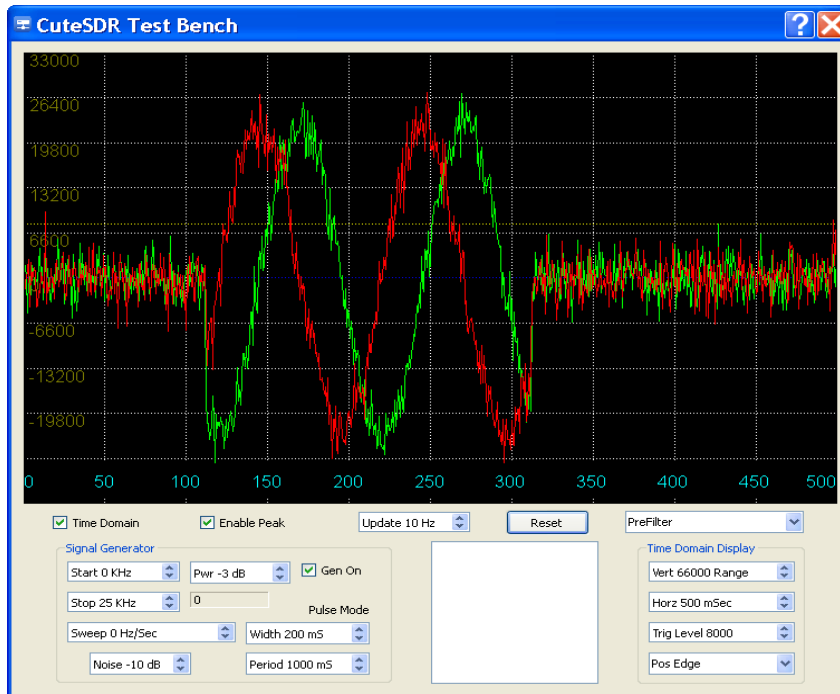 CuteSDR Test Bench
33000
26400
19800
13200
6600
-6600
-13200
-19800
0 50 100 150 200 250 300 350 400 450 500
Time Domain Enable Peak Update 10 Hz Reset PreFilter
Signal Generator
Start 0 KHz Pwr -3 dB Gen On
Stop 25 KHz 0
Pulse Mode
Sweep 0 Hz/Sec Width 200 mS
Noise -10 dB Period 1000 mS
Time Domain Display
Vert 66000 Range
Horz 500 mSec
Trig Level 8000
Pos Edge